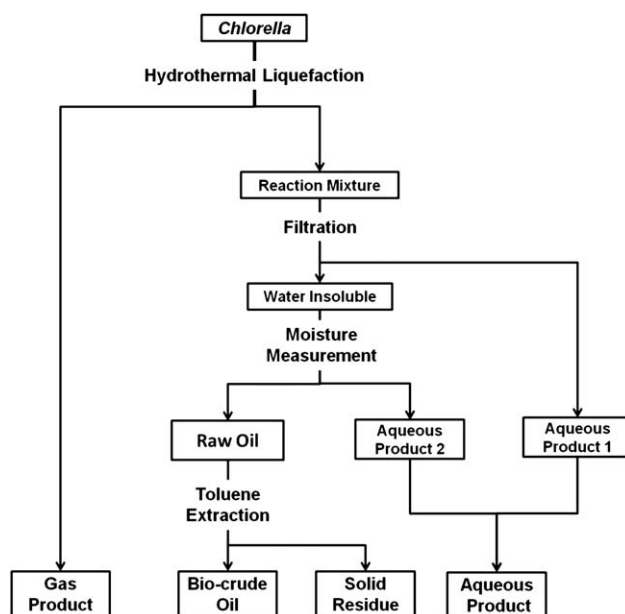 Chlorella
Hydrothermal Liquefaction
Reaction Mixture
Filtration
Water Insoluble
Moisture
Measurement
Raw Oil
Aqueous
Product 2
Aqueous
Product 1
Toluene
Extraction
Gas
Product
Bio-crude
Oil
Solid
Residue
Aqueous
Product